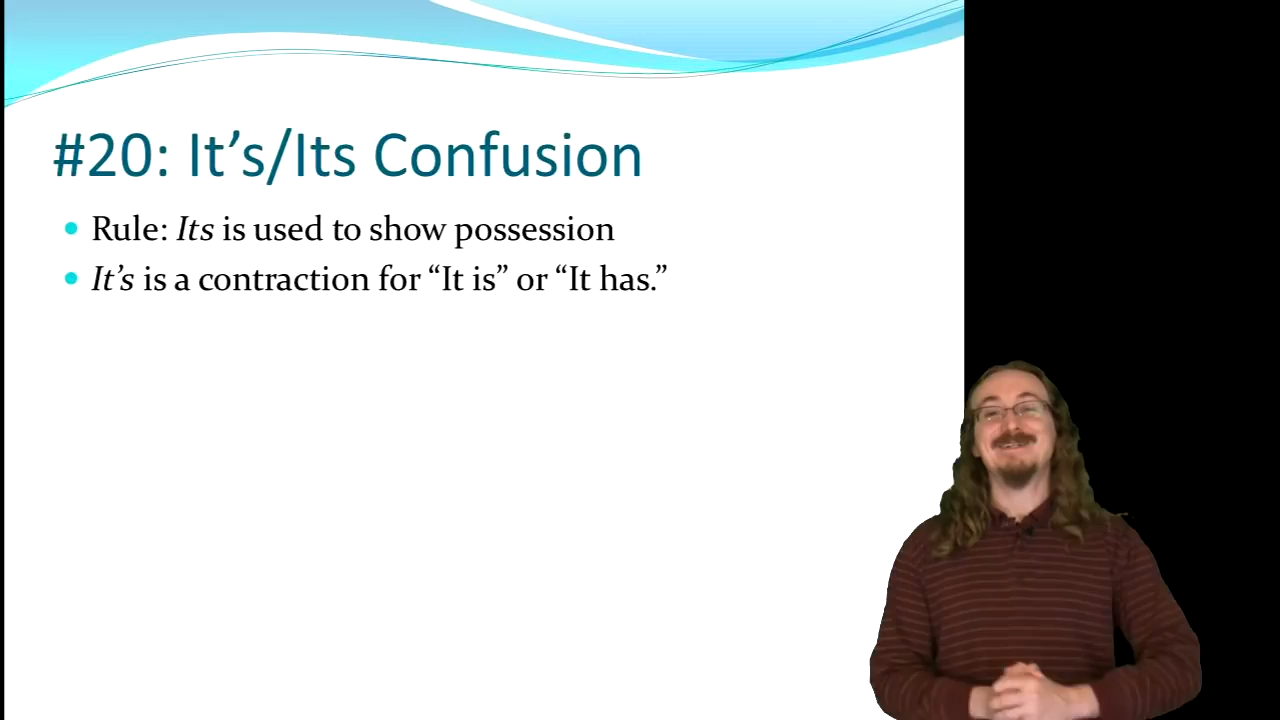 #20: It’s/Its Confusion
Rule: Its is used to show possession
It’s is a contraction for “It is” or “It has.”